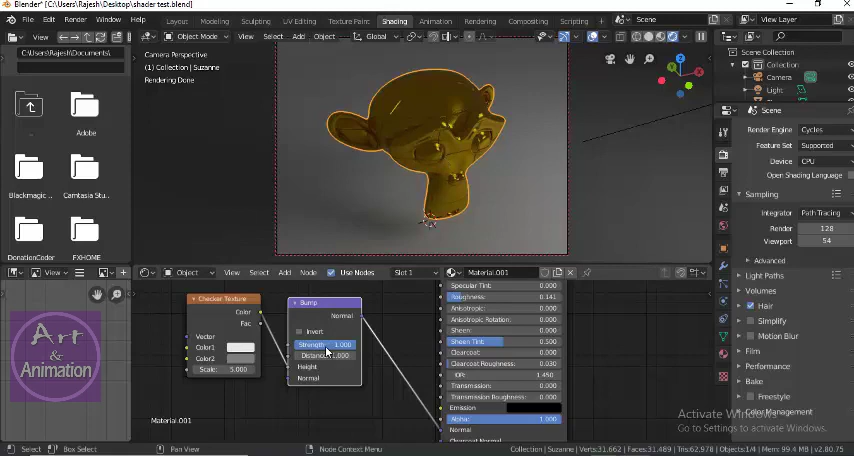 Blender* [C:\Users\Rajesh\Desktop\shader test.blend]
File Edit Render Window Help Layout Modeling Sculpting UV Editing Texture Paint Shading Animation Rendering Compositing Scripting Scene View Layer
View Object Mode View Select Add Object Global
C:\Users\Rajesh\Documents\
..
Adobe
Blackmagic ..
Camtasia Stu..
DonationCoder
FXHOME
Camera Perspective
(1) Collection | Suzanne
Rendering Done
Z
Y
X
Scene Collection
Collection
Camera
Light
Scene
Render Engine Cycles
Feature Set Supported
Device CPU
Open Shading Language
Sampling
Integrator Path Tracing
Render 128
Viewport 54
Advanced
Light Paths
Volumes
Hair
Simplify
Motion Blur
Film
Performance
Bake
Freestyle
Color Management
View Object View Select Add Node Use Nodes Slot 1 Material.001
Art
&
ANIMATION
Checker Texture
Color
Fac
Vector
Color1
Color2
Scale: 5.000
Bump
Normal
Invert
Strength: 1.000
Distance: 1.000
Height
Normal
Specular Tint: 0.000
Roughness: 0.141
Anisotropic: 0.000
Anisotropic Rotation: 0.000
Sheen: 0.000
Sheen Tint: 0.500
Clearcoat: 0.000
Clearcoat Roughness: 0.030
IOR: 1.450
Transmission: 0.000
Transmission Roughness: 0.000
Emission
Alpha: 1.000
Normal
Clearcoat Normal
Material.001
Activate Windows
Go to Settings to activate Windows.
Select Box Select Pan View Node Context Menu Collection | Suzanne | Verts:31,662 | Faces:31,489 | Tris:62,978 | Objects:1/4 | Mem: 99.4 MB | v2.80.75